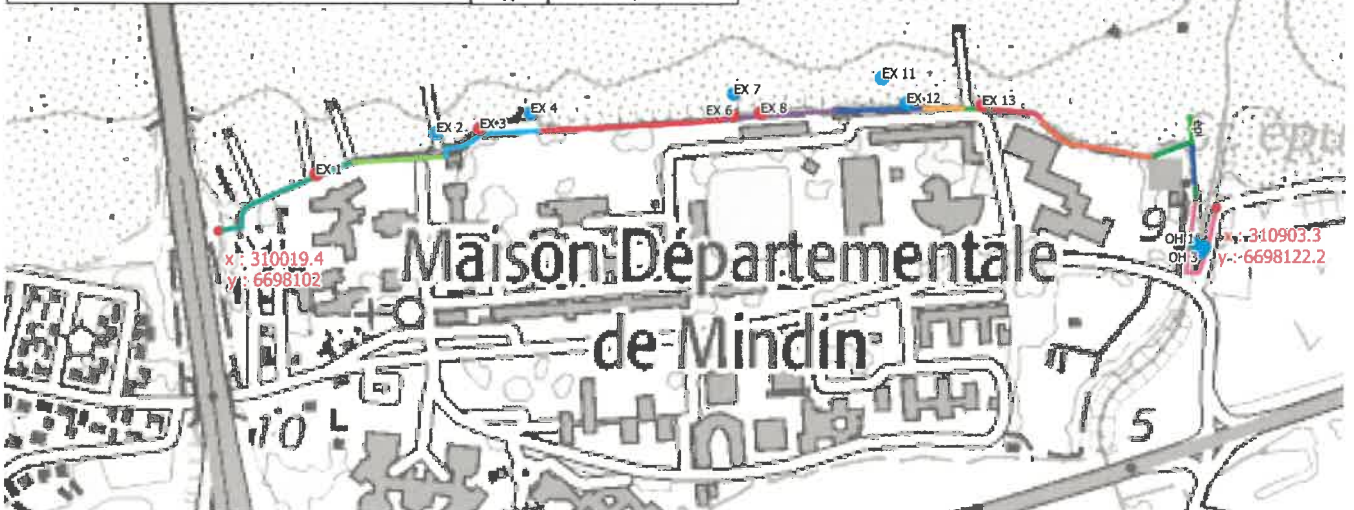 EX 11
EX 7
EX 4
EX 12
EX 13
EX 6
EX 8
EX 2
EX 3
épi
EX 1
9
OH 1
OH 3
x : 310903.3
y : 6698122.2
x : 310019.4
y : 6698102
Maison Départementale
de Mindin
10
L
5